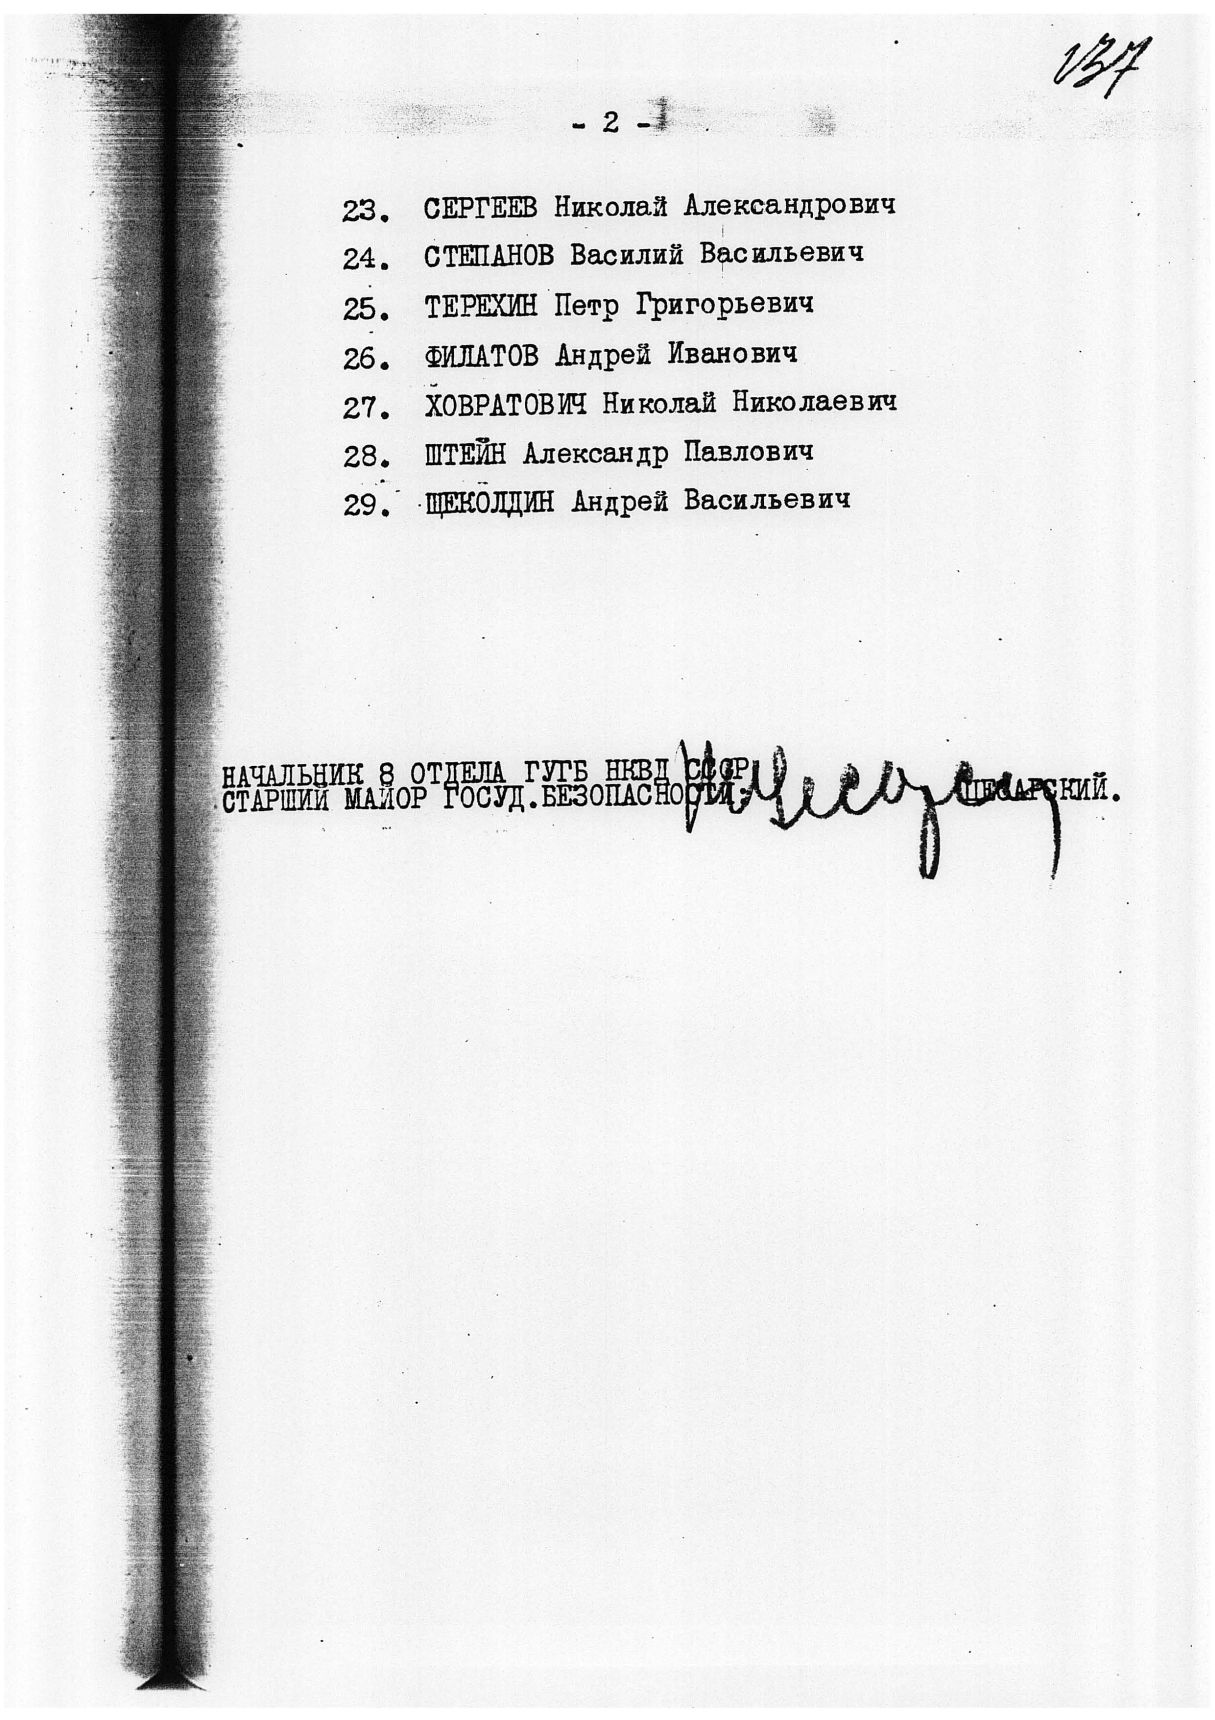 137
- 2 -
23. СЕРГЕЕВ Николай Александрович
24. СТЕПАНОВ Василий Васильевич
25. ТЕРЕХИН Петр Григорьевич
26. ФИЛАТОВ Андрей Иванович
27. ХОВРАТОВИЧ Николай Николаевич
28. ШТЕЙН Александр Павлович
29. ЩЕКОЛДИН Андрей Васильевич
НАЧАЛЬНИК 8 ОТДЕЛА ГУГБ НКВД СССР
СТАРШИЙ МАЙОР ГОСУД.БЕЗОПАСНОСТИ: ЦЕСАРСКИЙ.